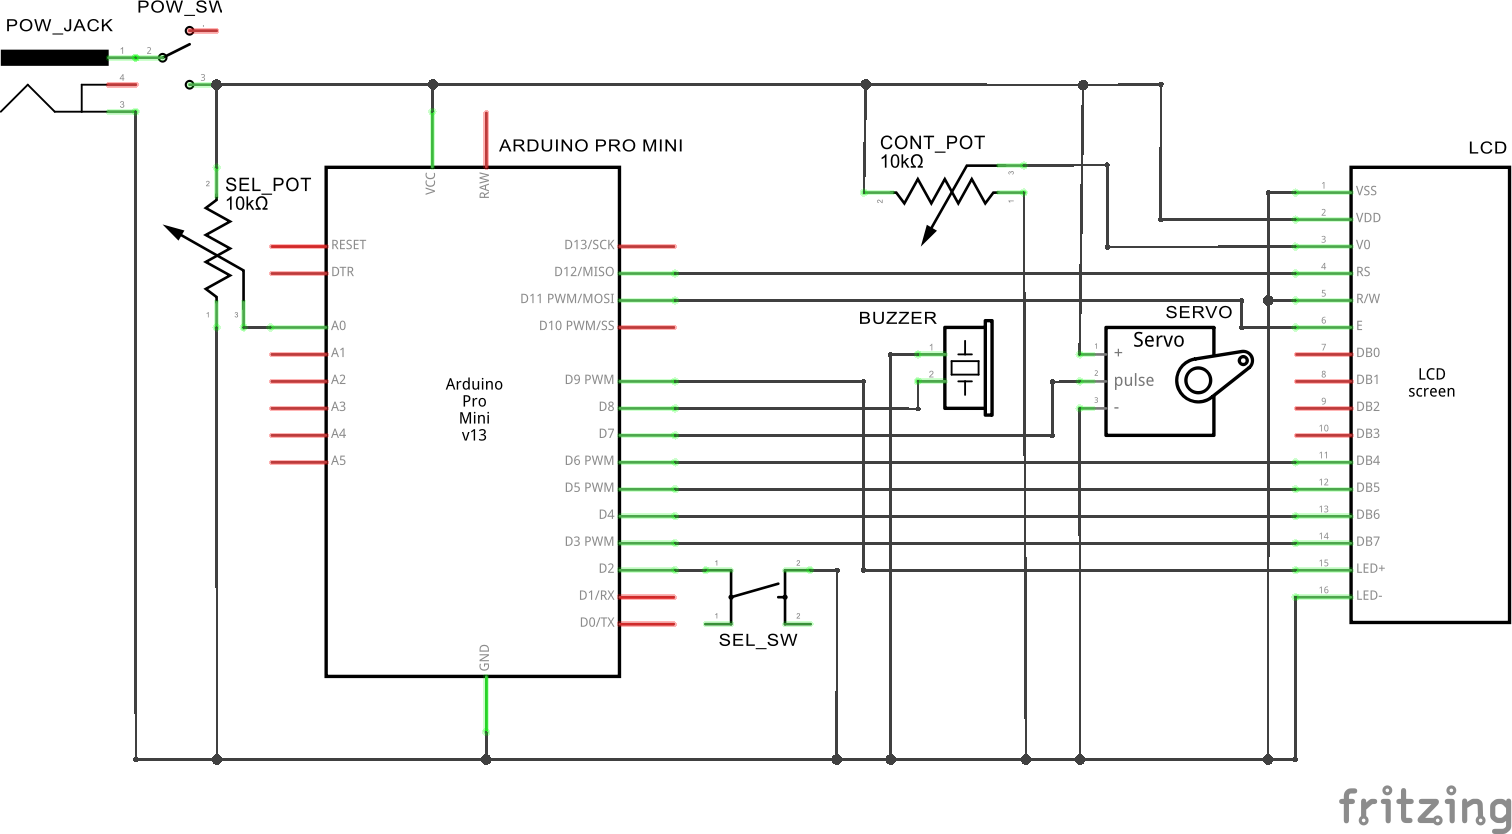 POW_SW
POW_JACK
1
2
4
3
3
ARDUINO PRO MINI
CONT_POT
10kΩ
LCD
2
SEL_POT
10kΩ
VCC
RAW
3
2
1
1
VSS
2
VDD
RESET
D13/SCK
3
V0
DTR
D12/MISO
4
RS
D11 PWM/MOSI
5
R/W
1
3
A0
D10 PWM/SS
BUZZER
SERVO
6
E
A1
1
Servo
1
+
7
DB0
A2
Arduino
Pro
Mini
v13
D9 PWM
2
2
pulse
8
DB1
LCD
screen
A3
D8
3
-
9
DB2
A4
D7
10
DB3
A5
D6 PWM
11
DB4
D5 PWM
12
DB5
D4
13
DB6
D3 PWM
14
DB7
D2
1
2
15
LED+
D1/RX
16
LED-
D0/TX
1
2
SEL_SW
GND
fritzing